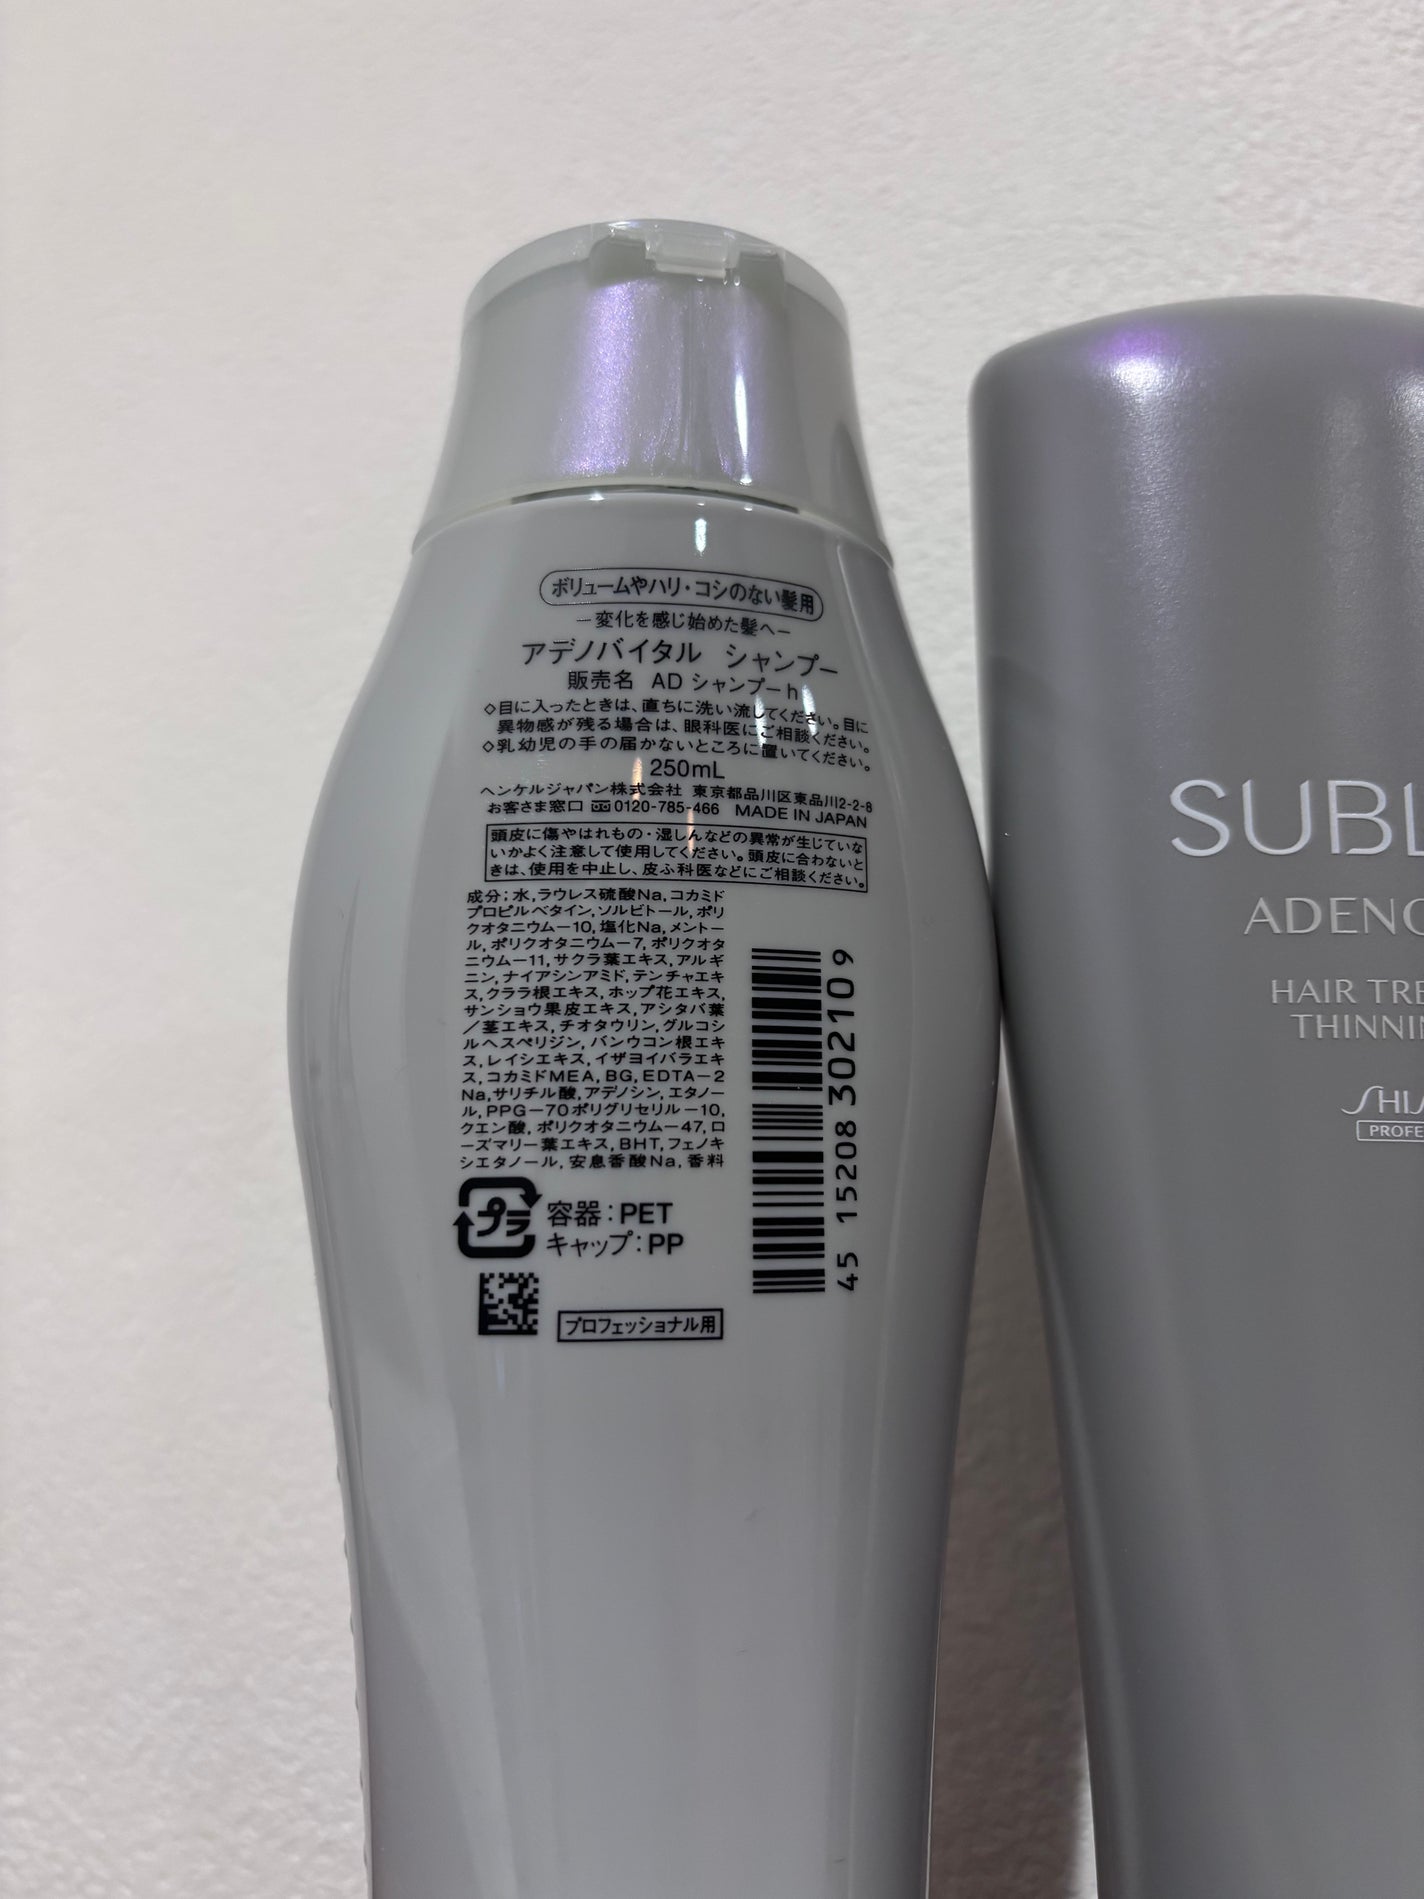 ボリュームやハリ・コシのない髪用
－変化を感じ始めた髪へ－
アデノバイタル シャンプー
販売名 AD シャンプーh
◇目に入ったときは、直ちに洗い流してください。目に
異物感が残る場合は、眼科医にご相談ください。
◇乳幼児の手の届かないところに置いてください。
250mL
ヘンケルジャパン株式会社 東京都品川区東品川2-2-8
お客さま窓口 0120-785-466 MADE IN JAPAN
頭皮に傷やはれもの・湿しんなどの異常が生じていな
いかよく注意して使用してください。頭皮に合わないと
きは、使用を中止し、皮ふ科医などにご相談ください。
成分：水,ラウレス硫酸Na,コカミド
プロピルベタイン,ソルビトール,ポリ
クオタニウム－10,塩化Na,メントー
ル,ポリクオタニウム－7,ポリクオタ
ニウム－11,サクラ葉エキス,アルギ
ニン,ナイアシンアミド,テンチャエキ
ス,クララ根エキス,ホップ花エキス,
サンショウ果皮エキス,アシタバ葉
／茎エキス,チオタウリン,グルコシ
ルヘスペリジン,バンウコン根エキ
ス,レイシエキス,イザヨイバラエキ
ス,コカミドMEA,BG,EDTA－2
Na,サリチル酸,アデノシン,エタノー
ル,PPG－70ポリグリセリル－10,
クエン酸,ポリクオタニウム－47,ロ
ーズマリー葉エキス,BHT,フェノキ
シエタノール,安息香酸Na,香料
プラ
容器：PET
キャップ：PP
プロフェッショナル用
45 15208 302109
SUBL
ADENO
HAIR TRE
THINNIN
SHIS
PROFE